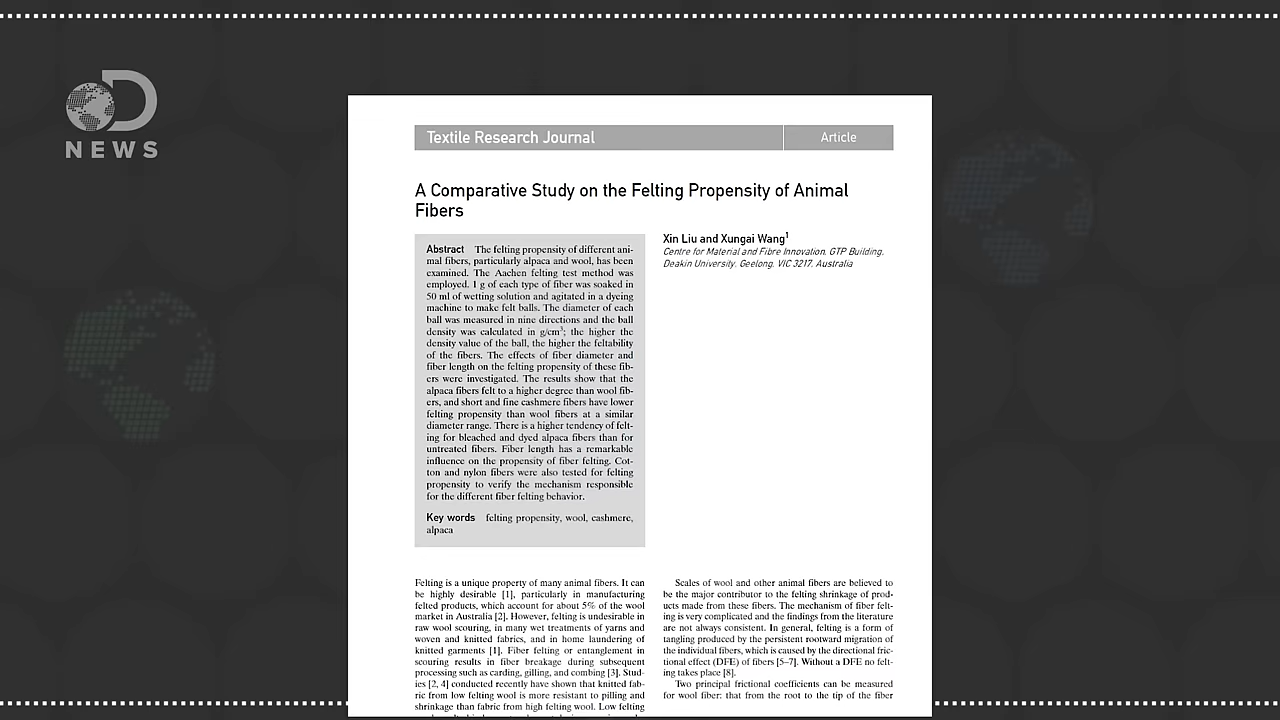 NEWS
Textile Research Journal
Article
A Comparative Study on the Felting Propensity of Animal
Fibers
Abstract The felting propensity of different ani-
mal fibers, particularly alpaca and wool, has been
examined. The Aachen felting test method was
employed. 1 g of each type of fiber was soaked in
50 ml of wetting solution and agitated in a dyeing
machine to make felt balls. The diameter of each
ball was measured in nine directions and the ball
density was calculated in g/cm³; the higher the
density value of the ball, the higher the feltability
of the fibers. The effects of fiber diameter and
fiber length on the felting propensity of these fib-
ers were investigated. The results show that the
alpaca fibers felt to a higher degree than wool fib-
ers, and short and fine cashmere fibers have lower
felting propensity than wool fibers at a similar
diameter range. There is a higher tendency of felt-
ing for bleached and dyed alpaca fibers than for
untreated fibers. Fiber length has a remarkable
influence on the propensity of fiber felting. Cot-
ton and nylon fibers were also tested for felting
propensity to verify the mechanism responsible
for the different fiber felting behavior.
Key words felting propensity, wool, cashmere,
alpaca
Xin Liu and Xungai Wang¹
Centre for Material and Fibre Innovation, GTP Building,
Deakin University, Geelong, VIC 3217, Australia
Felting is a unique property of many animal fibers. It can
be highly desirable [1], particularly in manufacturing
felted products, which account for about 5% of the wool
market in Australia [2]. However, felting is undesirable in
raw wool scouring, in many wet treatments of yarns and
woven and knitted fabrics, and in home laundering of
knitted garments [1]. Fiber felting or entanglement in
scouring results in fiber breakage during subsequent
processing such as carding, gilling, and combing [3]. Stud-
ies [2, 4] conducted recently have shown that knitted fab-
ric from low felting wool is more resistant to pilling and
shrinkage than fabric from high felting wool. Low felting
Scales of wool and other animal fibers are believed to
be the major contributor to the felting shrinkage of prod-
ucts made from these fibers. The mechanism of fiber felt-
ing is very complicated and the findings from the literature
are not always consistent. In general, felting is a form of
tangling produced by the persistent rootward migration of
the individual fibers, which is caused by the directional fric-
tional effect (DFE) of fibers [5–7]. Without a DFE no felt-
ing takes place [8].
Two principal frictional coefficients can be measured
for wool fiber: that from the root to the tip of the fiber